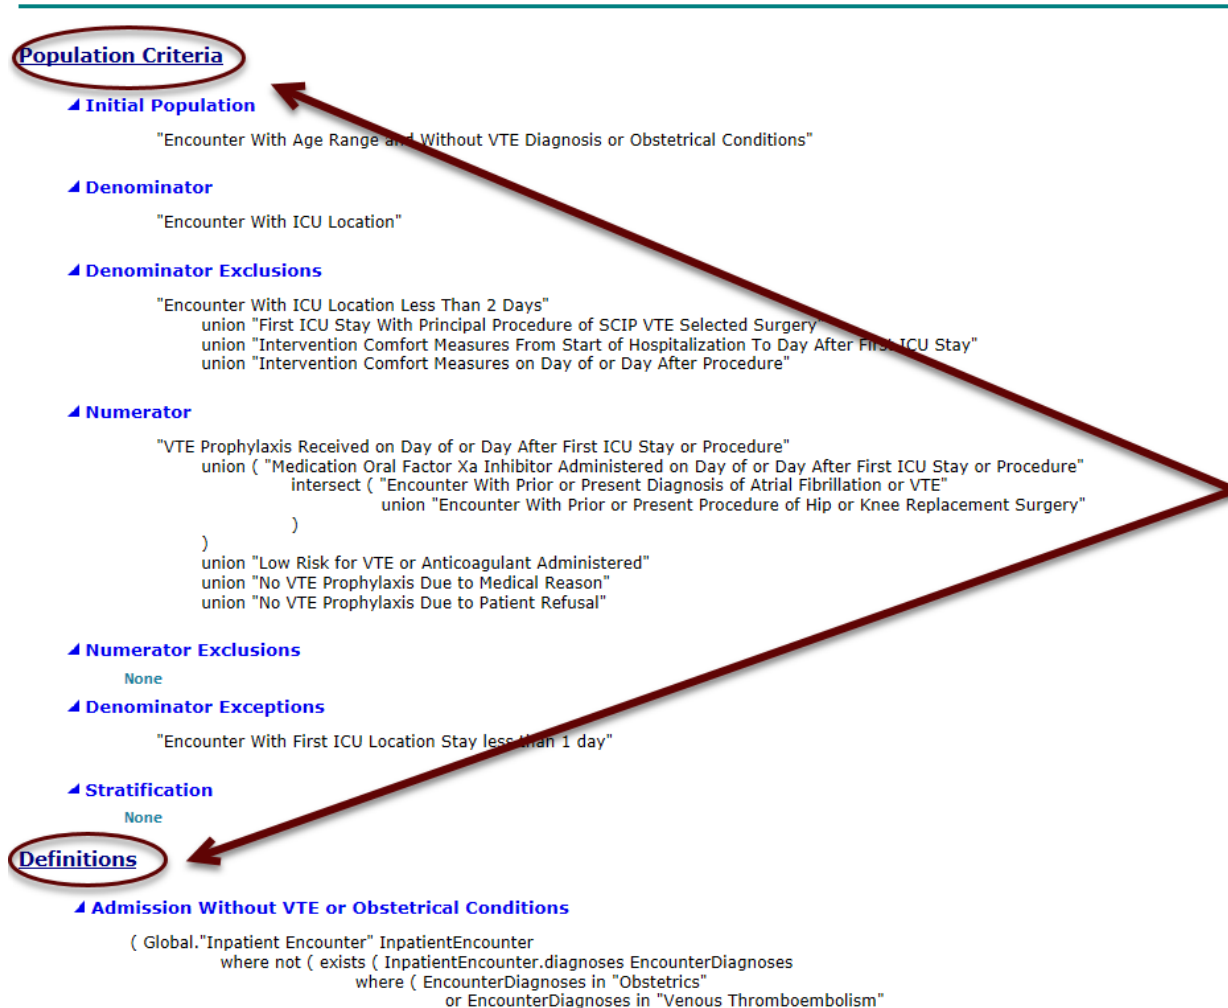 Population Criteria
Initial Population
"Encounter With Age Range and Without VTE Diagnosis or Obstetrical Conditions"
Denominator
"Encounter With ICU Location"
Denominator Exclusions
"Encounter With ICU Location Less Than 2 Days"
union "First ICU Stay With Principal Procedure of SCIP VTE Selected Surgery"
union "Intervention Comfort Measures From Start of Hospitalization To Day After First ICU Stay"
union "Intervention Comfort Measures on Day of or Day After Procedure"
Numerator
"VTE Prophylaxis Received on Day of or Day After First ICU Stay or Procedure"
union ( "Medication Oral Factor Xa Inhibitor Administered on Day of or Day After First ICU Stay or Procedure"
intersect ( "Encounter With Prior or Present Diagnosis of Atrial Fibrillation or VTE"
union "Encounter With Prior or Present Procedure of Hip or Knee Replacement Surgery"
)
)
union "Low Risk for VTE or Anticoagulant Administered"
union "No VTE Prophylaxis Due to Medical Reason"
union "No VTE Prophylaxis Due to Patient Refusal"
Numerator Exclusions
None
Denominator Exceptions
"Encounter With First ICU Location Stay less than 1 day"
Stratification
None
Definitions
Admission Without VTE or Obstetrical Conditions
( Global."Inpatient Encounter" InpatientEncounter
where not ( exists ( InpatientEncounter.diagnoses EncounterDiagnoses
where ( EncounterDiagnoses in "Obstetrics"
or EncounterDiagnoses in "Venous Thromboembolism"